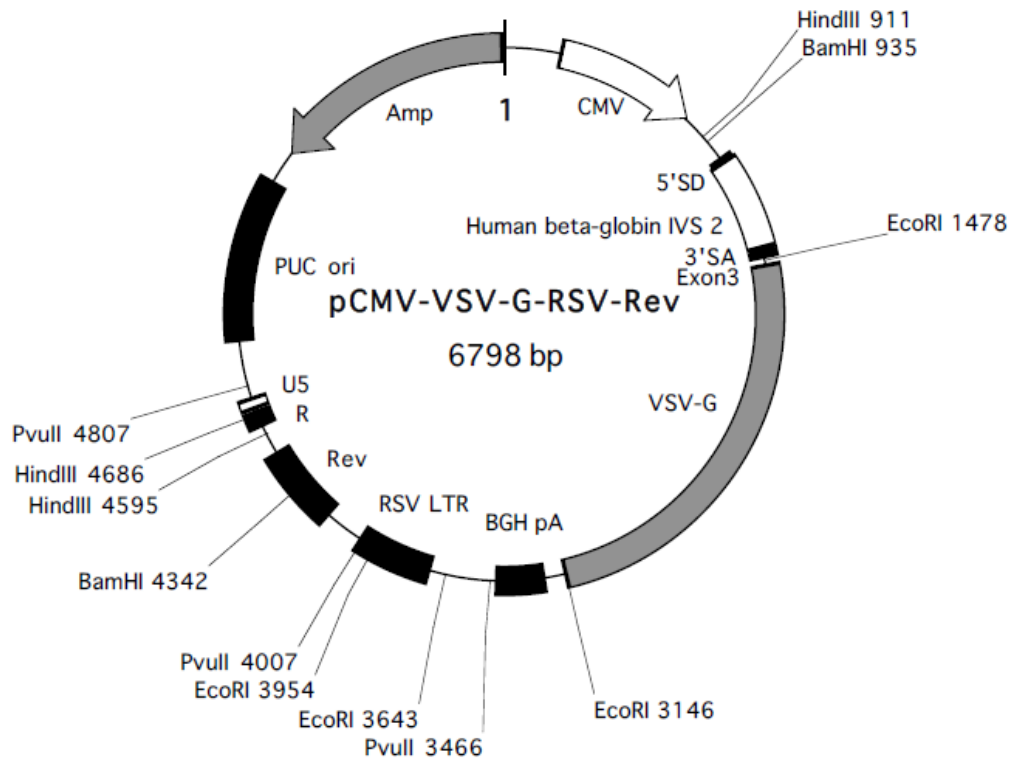 HindIII 911
BamHI 935
Amp
1
CMV
5'SD
Human beta-globin IVS 2
EcoRI 1478
3'SA
Exon3
PUC ori
pCMV-VSV-G-RSV-Rev
6798 bp
U5
R
VSV-G
PvuII 4807
HindIII 4686
HindIII 4595
Rev
RSV LTR
BGH pA
BamHI 4342
PvuII 4007
EcoRI 3954
EcoRI 3643
PvuII 3466
EcoRI 3146